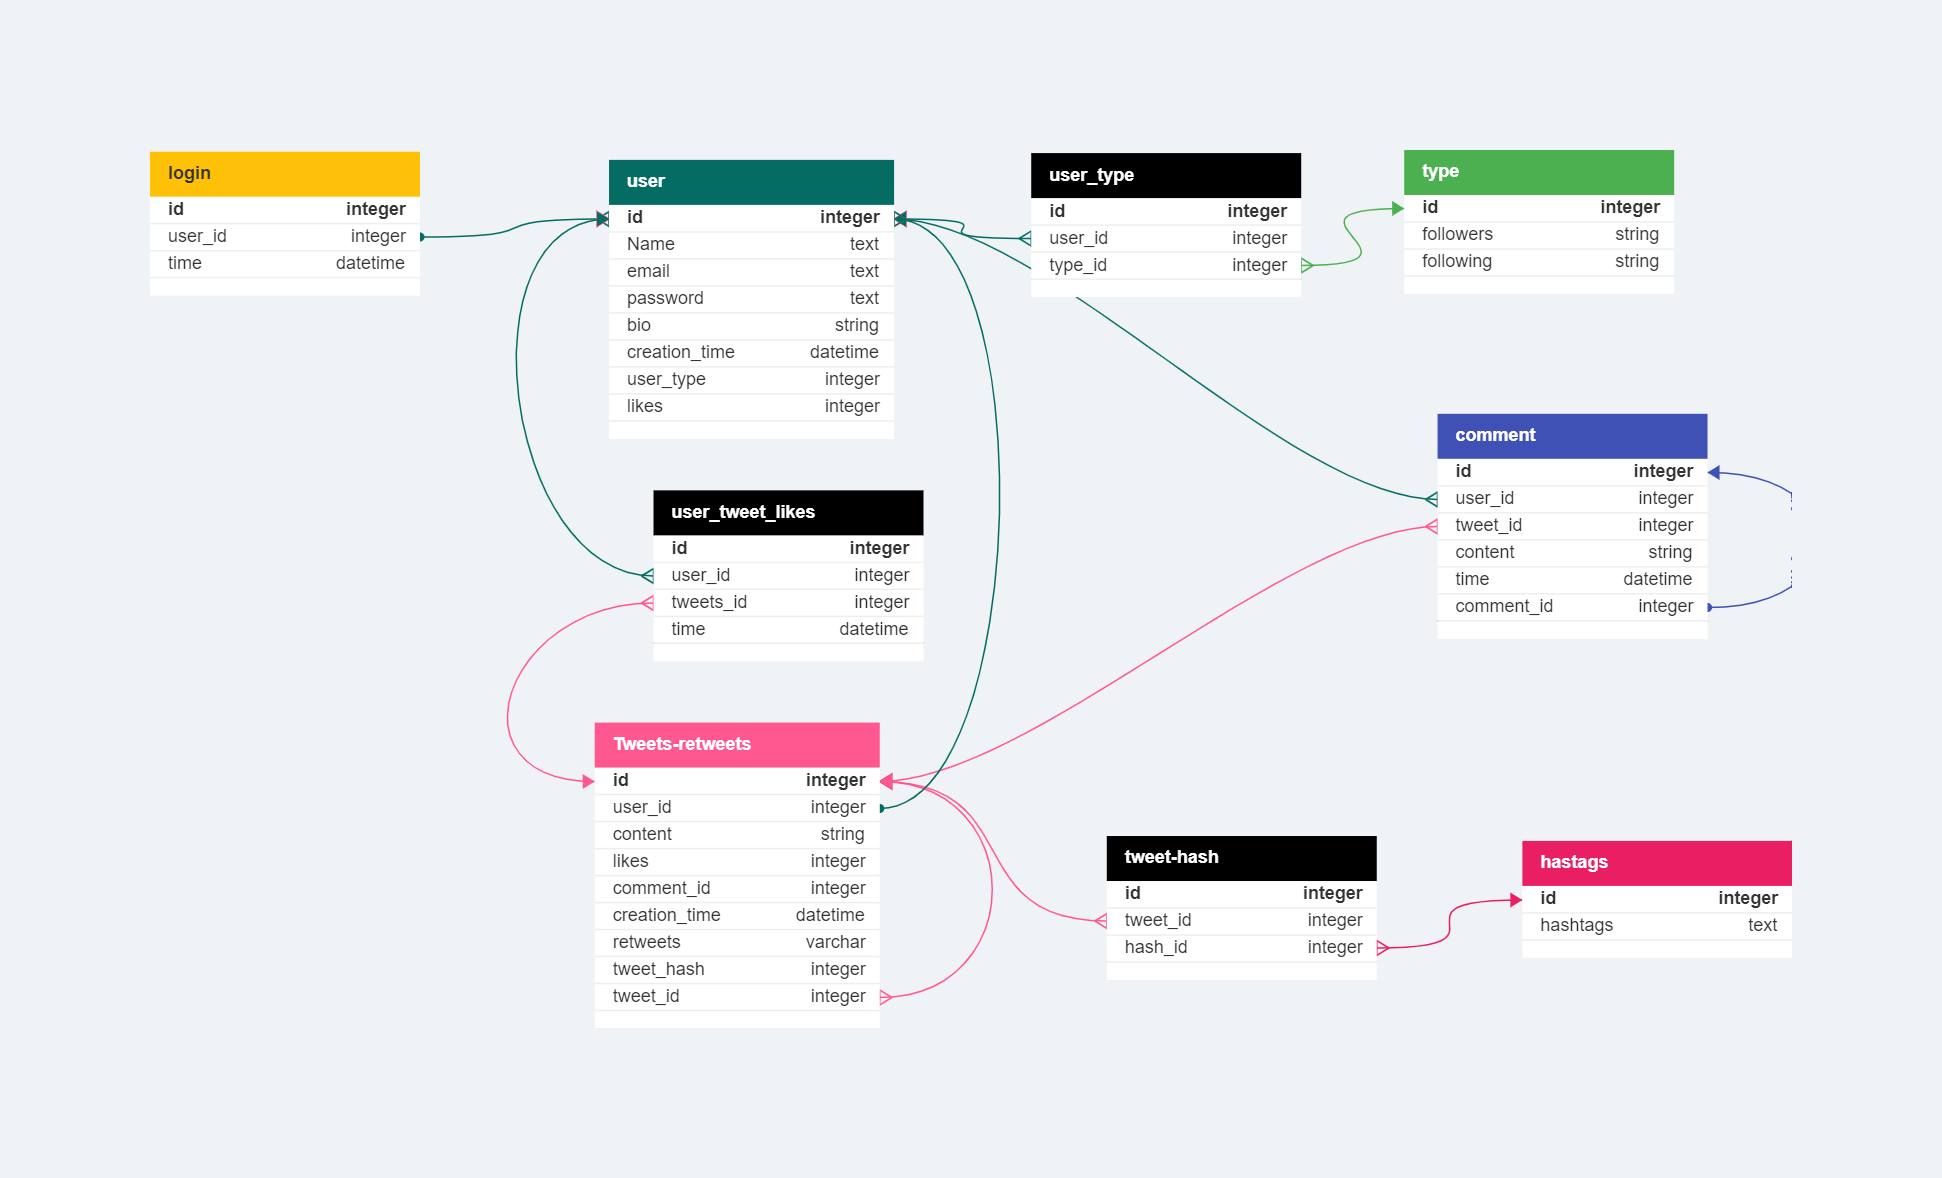 login
id integer
user_id integer
time datetime
user
id integer
Name text
email text
password text
bio string
creation_time datetime
user_type integer
likes integer
user_type
id integer
user_id integer
type_id integer
type
id integer
followers string
following string
comment
id integer
user_id integer
tweet_id integer
content string
time datetime
comment_id integer
user_tweet_likes
id integer
user_id integer
tweets_id integer
time datetime
Tweets-retweets
id integer
user_id integer
content string
likes integer
comment_id integer
creation_time datetime
retweets varchar
tweet_hash integer
tweet_id integer
tweet-hash
id integer
tweet_id integer
hash_id integer
hastags
id integer
hashtags text